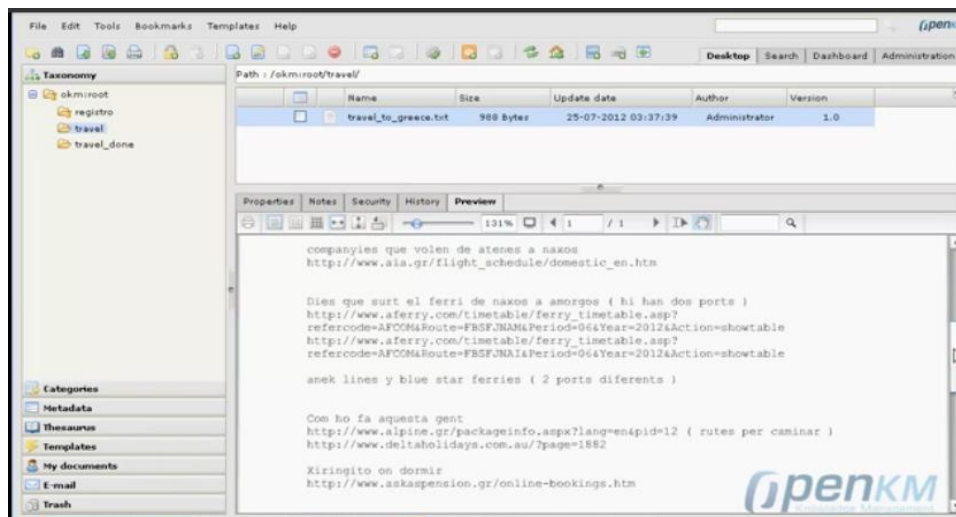 File Edit Tools Bookmarks Templates Help
Desktop Search Dashboard Administration
Taxonomy
Path : /okm:root/travel/
okm:root
registro
travel
travel_done
Name Size Update date Author Version
travel_to_greece.txt 988 Bytes 25-07-2012 03:37:39 Administrator 1.0
Properties Notes Security History Preview
131% 1 / 1
companyies que volen de atenes a naxos
http://www.aia.gr/flight_schedule/domestic_en.htm
Dies que surt el ferri de naxos a amorgos ( hi han dos ports )
http://www.aferry.com/timetable/ferry_timetable.asp?
refercode=AFCOM&Route=FBSFJNAM&Period=06&Year=2012&Action=showtable
http://www.aferry.com/timetable/ferry_timetable.asp?
refercode=AFCOM&Route=FBSFJNAI&Period=06&Year=2012&Action=showtable
anek lines y blue star ferries ( 2 ports diferents )
Com ho fa aquesta gent
http://www.alpine.gr/packageinfo.aspx?lang=en&pid=12 ( rutes per caminar )
http://www.deltaholidays.com.au/?page=1882
Xiringito on dormir
http://www.askaspension.gr/online-bookings.htm
Categories
Metadata
Thesaurus
Templates
My documents
E-mail
Trash
OpenKM
Knowledge Management